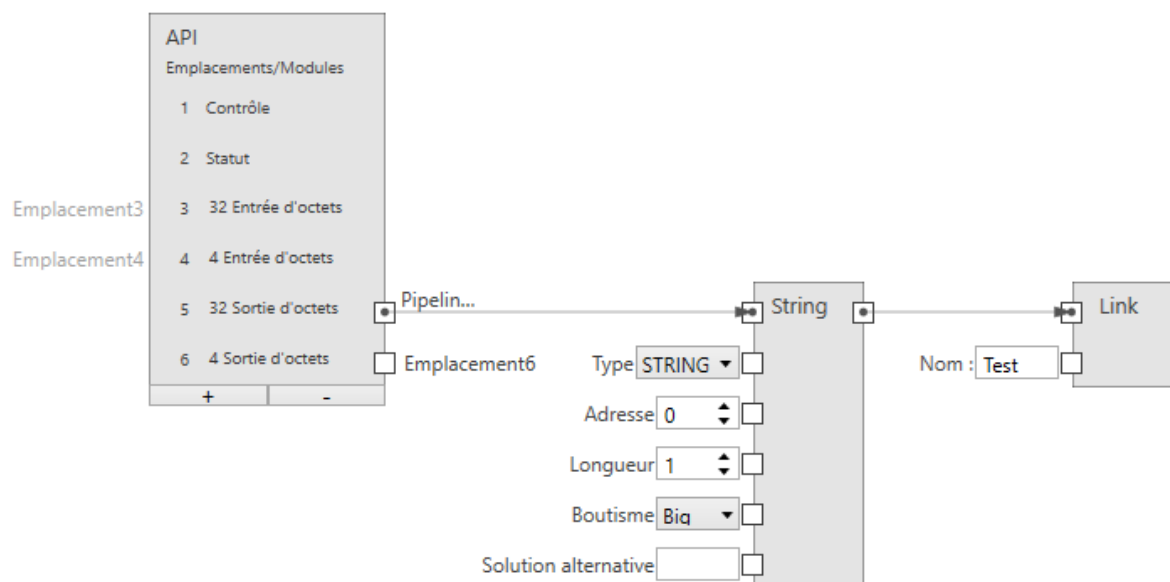 API
Emplacements/Modules
1 Contrôle
2 Statut
Emplacement3 3 32 Entrée d'octets
Emplacement4 4 4 Entrée d'octets
5 32 Sortie d'octets Pipelin... String Link
6 4 Sortie d'octets Emplacement6 Type STRING Nom : Test
+ -
Adresse 0
Longueur 1
Boutisme Big
Solution alternative